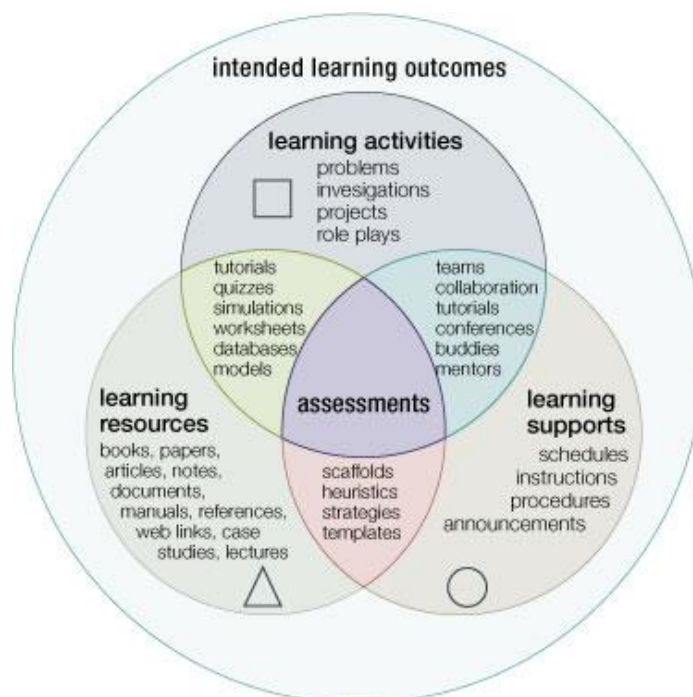 intended learning outcomes
learning activities
problems
invesigations
projects
role plays
tutorials
quizzes
simulations
worksheets
databases
models
teams
collaboration
tutorials
conferences
buddies
mentors
assessments
learning
resources
books, papers,
articles, notes,
documents,
manuals, references,
web links, case
studies, lectures
learning
supports
schedules
instructions
procedures
announcements
scaffolds
heuristics
strategies
templates